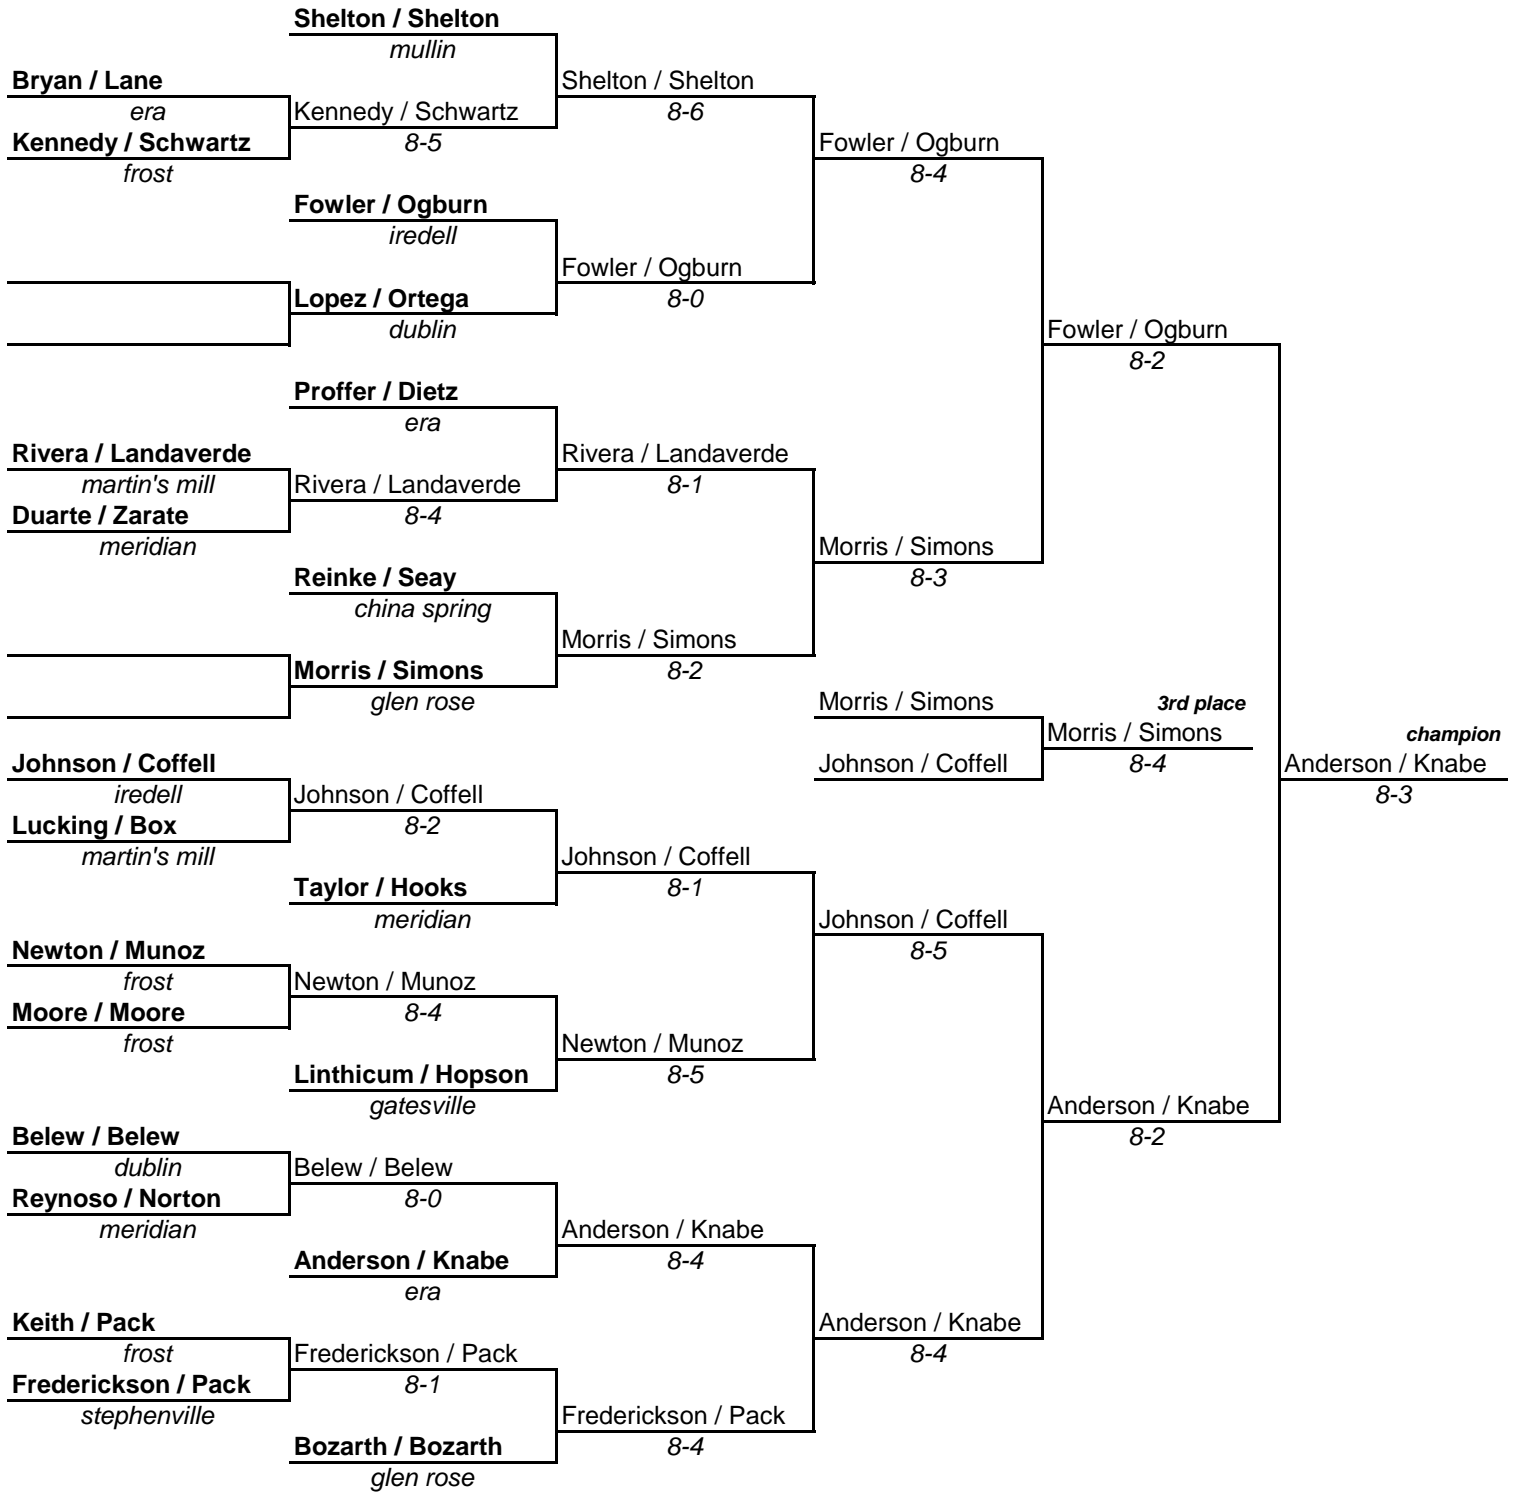 Shelton / Shelton
mullin
Bryan / Lane
Shelton / Shelton
era
Kennedy / Schwartz
8-6
Kennedy / Schwartz
8-5
Fowler / Ogburn
frost
8-4
Fowler / Ogburn
iredell
Fowler / Ogburn
Lopez / Ortega
8-0
dublin
Fowler / Ogburn
8-2
Proffer / Dietz
era
Rivera / Landaverde
Rivera / Landaverde
martin's mill
Rivera / Landaverde
8-1
Duarte / Zarate
8-4
meridian
Morris / Simons
Reinke / Seay
8-3
china spring
Morris / Simons
Morris / Simons
8-2
glen rose
Morris / Simons
3rd place
Morris / Simons
champion
Johnson / Coffell
Johnson / Coffell
8-4
Anderson / Knabe
iredell
Johnson / Coffell
8-3
Lucking / Box
8-2
martin's mill
Johnson / Coffell
Taylor / Hooks
8-1
meridian
Johnson / Coffell
Newton / Munoz
8-5
frost
Newton / Munoz
Moore / Moore
8-4
frost
Newton / Munoz
Linthicum / Hopson
8-5
gatesville
Anderson / Knabe
Belew / Belew
8-2
dublin
Belew / Belew
Reynoso / Norton
8-0
meridian
Anderson / Knabe
Anderson / Knabe
8-4
era
Keith / Pack
Anderson / Knabe
frost
Frederickson / Pack
8-4
Frederickson / Pack
8-1
stephenville
Frederickson / Pack
Bozarth / Bozarth
8-4
glen rose